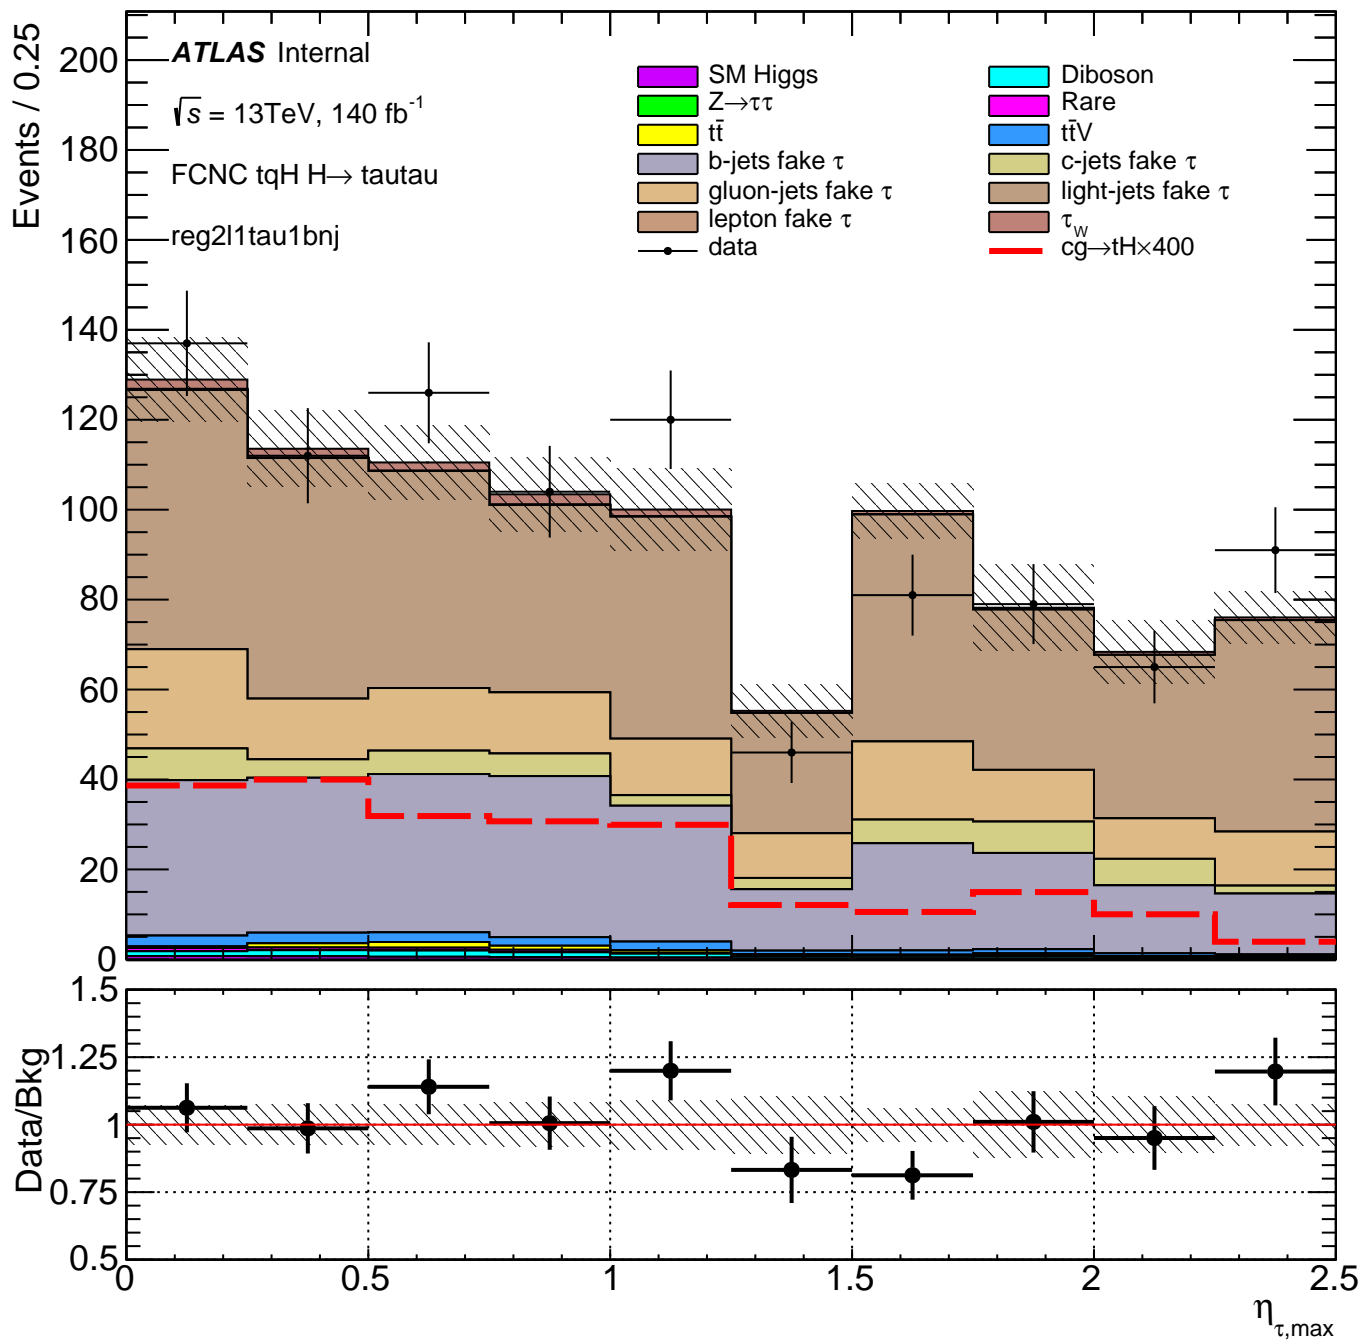 Events / 0.25
200
180
160
140
120
100
80
60
40
20
0
ATLAS Internal
√s = 13TeV, 140 fb⁻¹
FCNC tqH H→ tautau
reg2l1tau1bnj
SM Higgs
Z→ττ
tt̄
b-jets fake τ
gluon-jets fake τ
lepton fake τ
data
Diboson
Rare
tt̄V
c-jets fake τ
light-jets fake τ
τ_W
cg→tH×400
Data/Bkg
1.5
1.25
1
0.75
0.5
0 0.5 1 1.5 2 2.5
η_τ,max